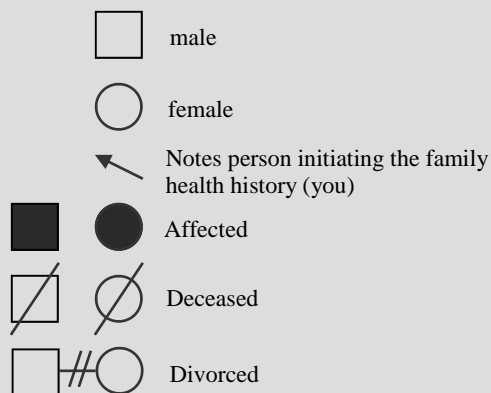 male
female
Notes person initiating the family
health history (you)
Affected
Deceased
Divorced